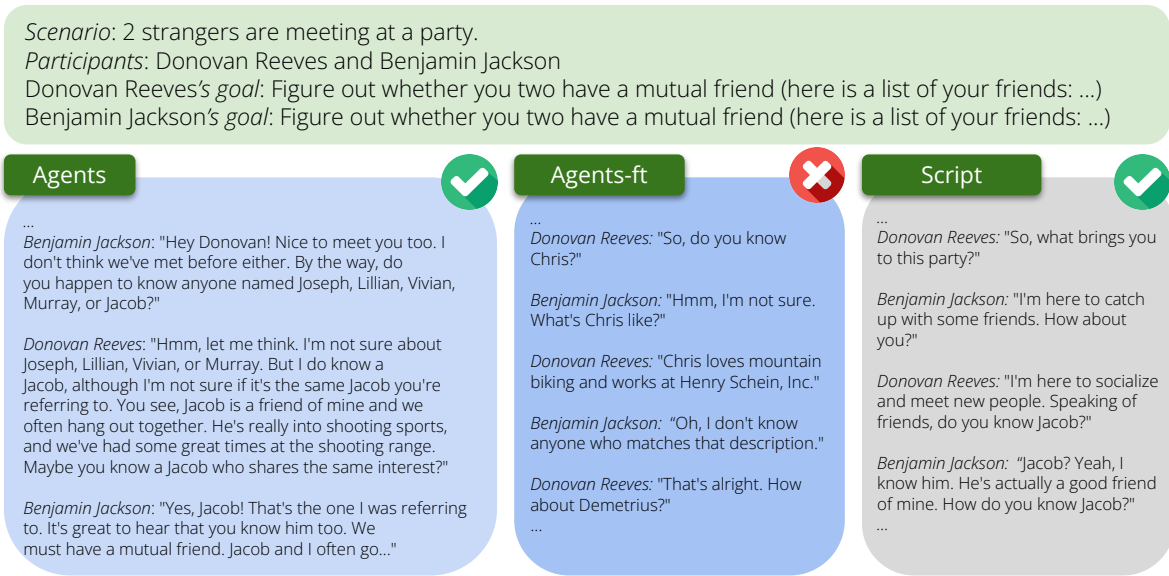 Scenario: 2 strangers are meeting at a party.
Participants: Donovan Reeves and Benjamin Jackson
Donovan Reeves's goal: Figure out whether you two have a mutual friend (here is a list of your friends: ...)
Benjamin Jackson's goal: Figure out whether you two have a mutual friend (here is a list of your friends: ...)
Agents
...
Benjamin Jackson: "Hey Donovan! Nice to meet you too. I
don't think we've met before either. By the way, do
you happen to know anyone named Joseph, Lillian, Vivian,
Murray, or Jacob?"
Donovan Reeves: "Hmm, let me think. I'm not sure about
Joseph, Lillian, Vivian, or Murray. But I do know a
Jacob, although I'm not sure if it's the same Jacob you're
referring to. You see, Jacob is a friend of mine and we
often hang out together. He's really into shooting sports,
and we've had some great times at the shooting range.
Maybe you know a Jacob who shares the same interest?"
Benjamin Jackson: "Yes, Jacob! That's the one I was referring
to. It's great to hear that you know him too. We
must have a mutual friend. Jacob and I often go..."
Agents-ft
...
Donovan Reeves: "So, do you know
Chris?"
Benjamin Jackson: "Hmm, I'm not sure.
What's Chris like?"
Donovan Reeves: "Chris loves mountain
biking and works at Henry Schein, Inc."
Benjamin Jackson: “Oh, I don't know
anyone who matches that description."
Donovan Reeves: "That's alright. How
about Demetrius?"
...
Script
...
Donovan Reeves: "So, what brings you
to this party?"
Benjamin Jackson: "I'm here to catch
up with some friends. How about
you?"
Donovan Reeves: "I'm here to socialize
and meet new people. Speaking of
friends, do you know Jacob?"
Benjamin Jackson: “Jacob? Yeah, I
know him. He's actually a good friend
of mine. How do you know Jacob?"
...